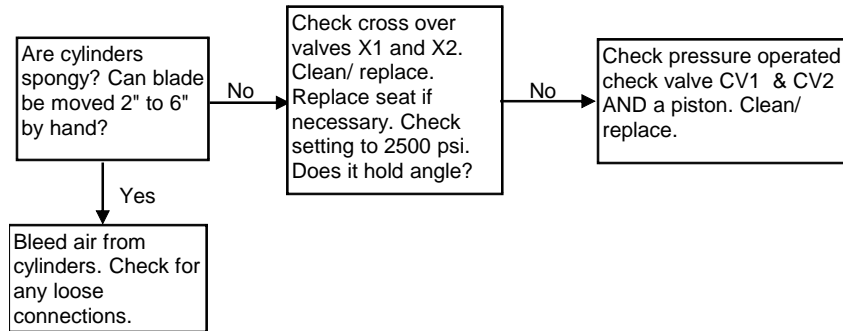 Are cylinders
spongy? Can blade
be moved 2" to 6"
by hand?
No
Check cross over
valves X1 and X2.
Clean/ replace.
Replace seat if
necessary. Check
setting to 2500 psi.
Does it hold angle?
No
Check pressure operated
check valve CV1  & CV2
AND a piston. Clean/
replace.
Yes
Bleed air from
cylinders. Check for
any loose
connections.